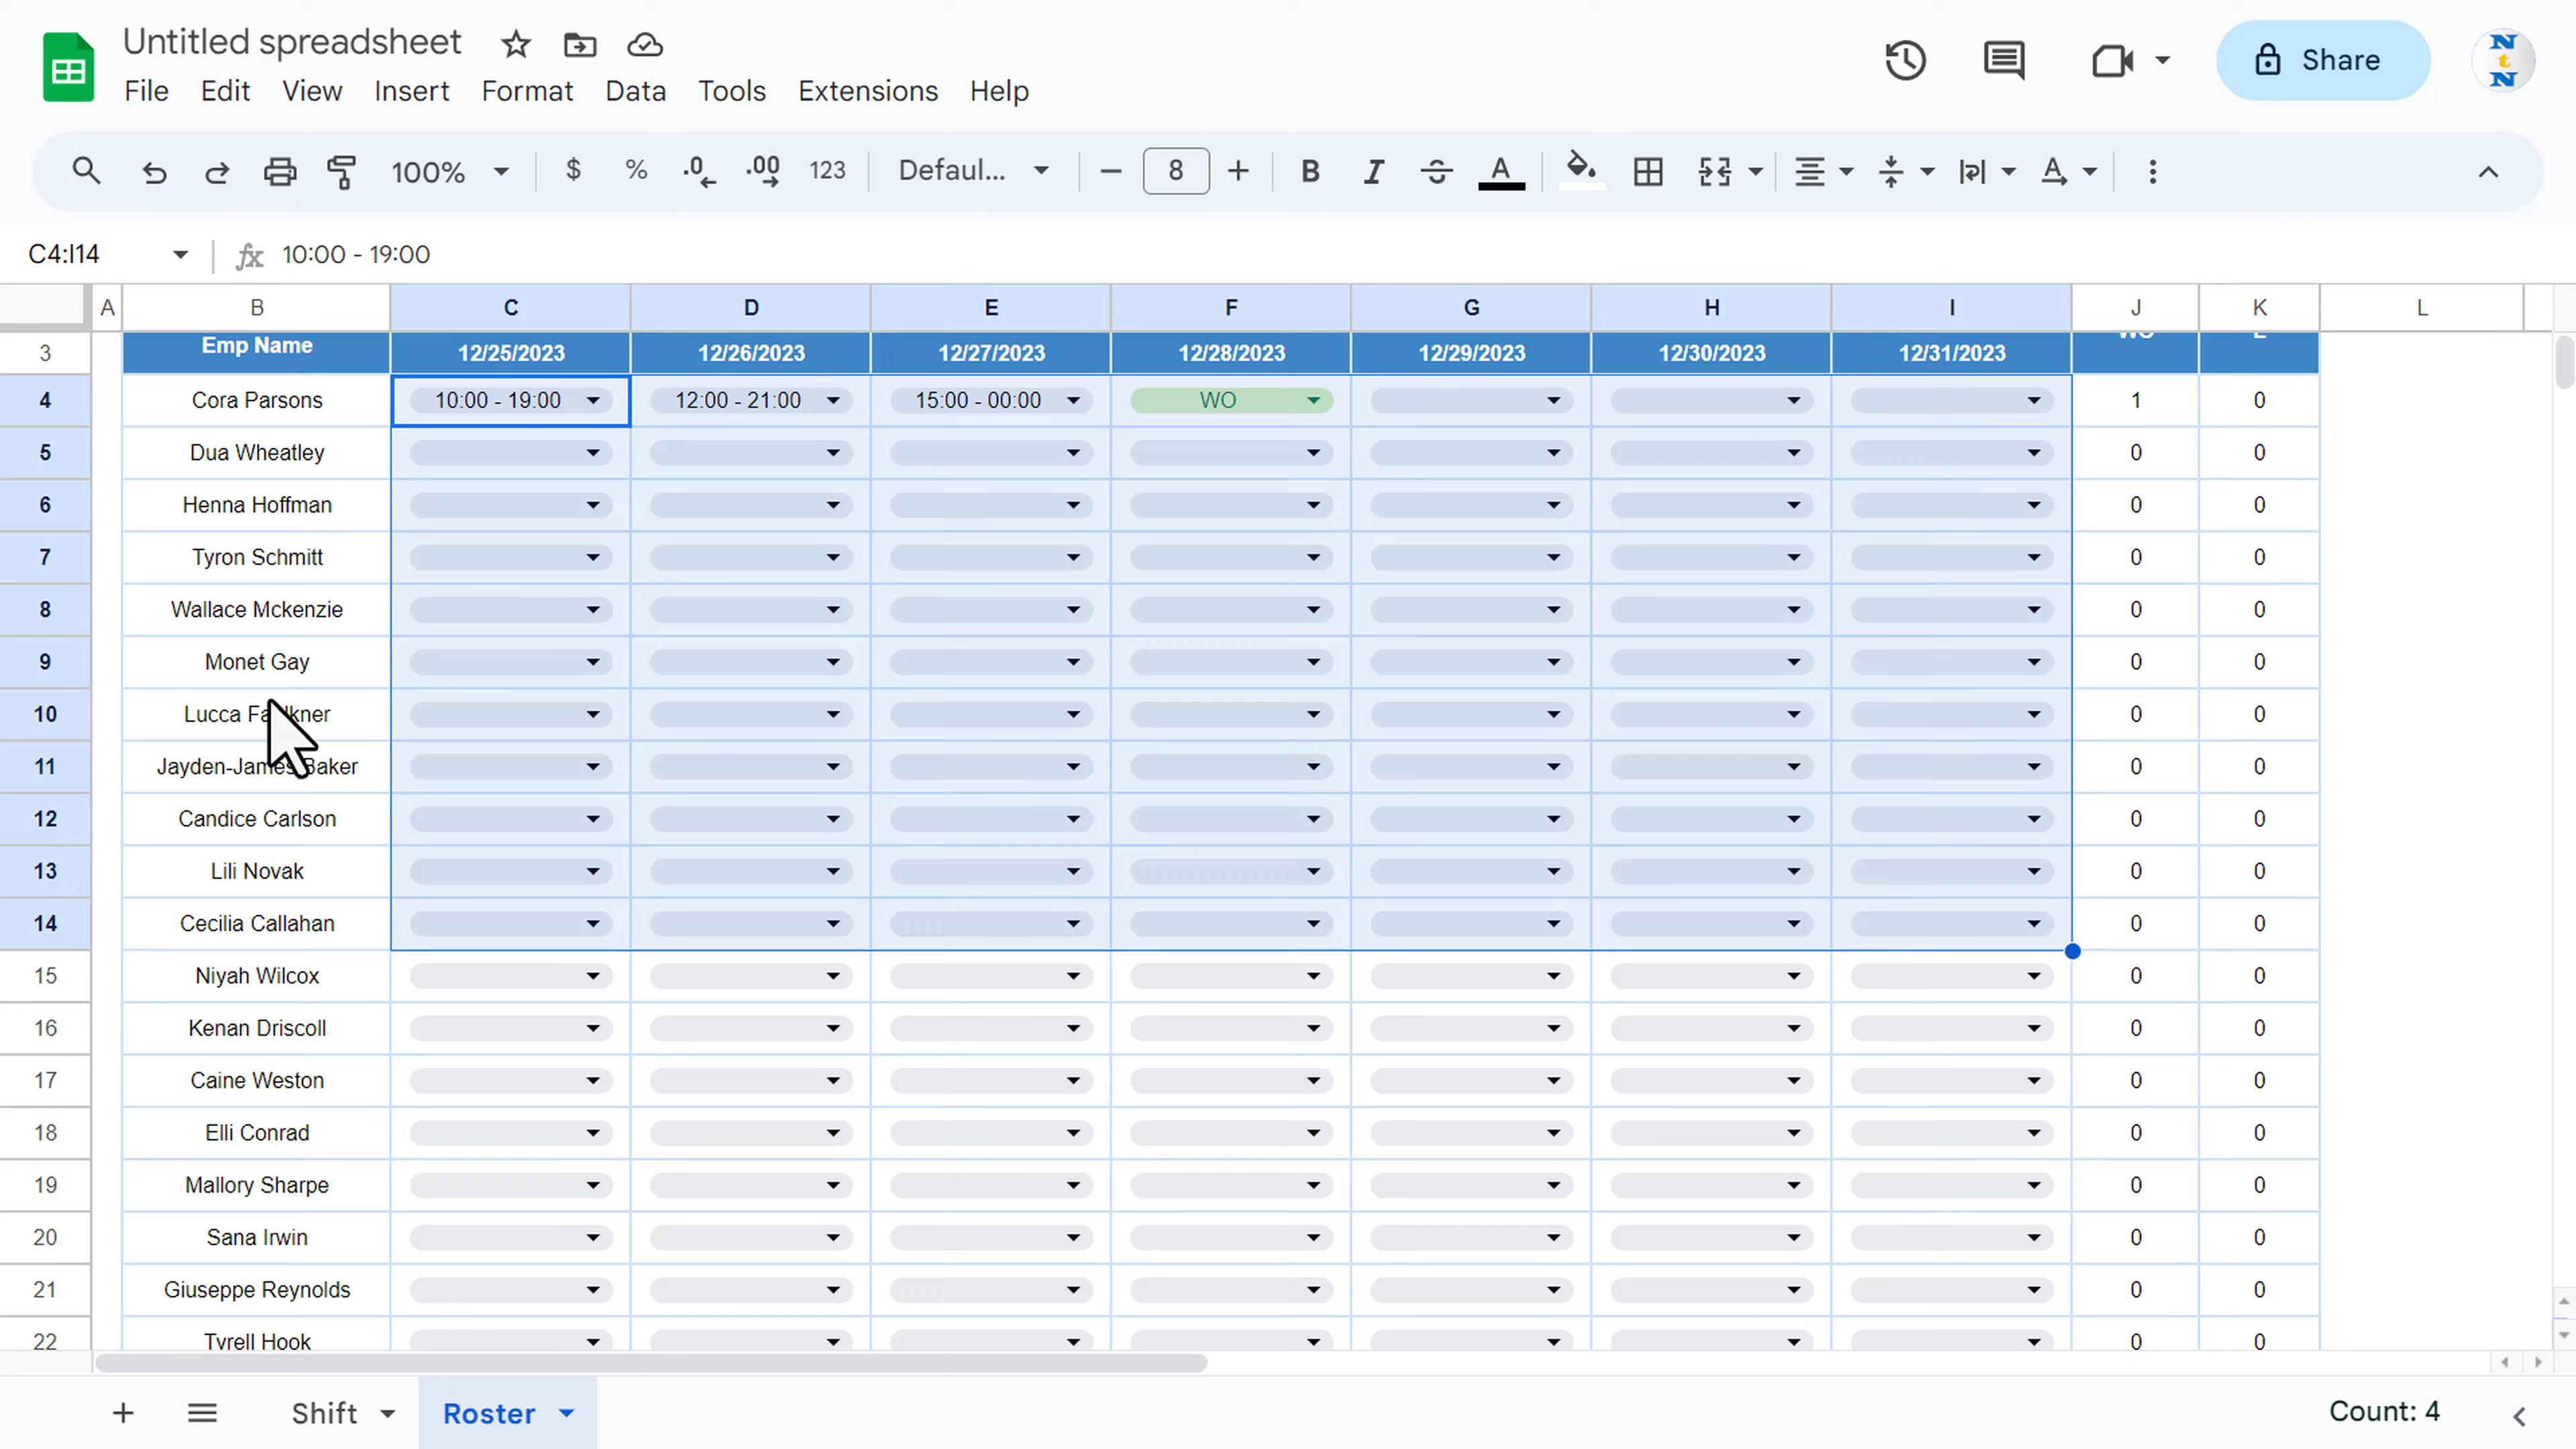 Untitled spreadsheet
File Edit View Insert Format Data Tools Extensions Help
Share
N t N
100% $ % .0 .00 123 Defaul... 8 B I A
C4:I14 fx 10:00 - 19:00
A B C D E F G H I J K L
3 Emp Name 12/25/2023 12/26/2023 12/27/2023 12/28/2023 12/29/2023 12/30/2023 12/31/2023
4 Cora Parsons 10:00 - 19:00 12:00 - 21:00 15:00 - 00:00 WO 1 0
5 Dua Wheatley 0 0
6 Henna Hoffman 0 0
7 Tyron Schmitt 0 0
8 Wallace Mckenzie 0 0
9 Monet Gay 0 0
10 Lucca Faulkner 0 0
11 Jayden-James Baker 0 0
12 Candice Carlson 0 0
13 Lili Novak 0 0
14 Cecilia Callahan 0 0
15 Niyah Wilcox 0 0
16 Kenan Driscoll 0 0
17 Caine Weston 0 0
18 Elli Conrad 0 0
19 Mallory Sharpe 0 0
20 Sana Irwin 0 0
21 Giuseppe Reynolds 0 0
22 Tyrell Hook 0 0
Shift Roster Count: 4